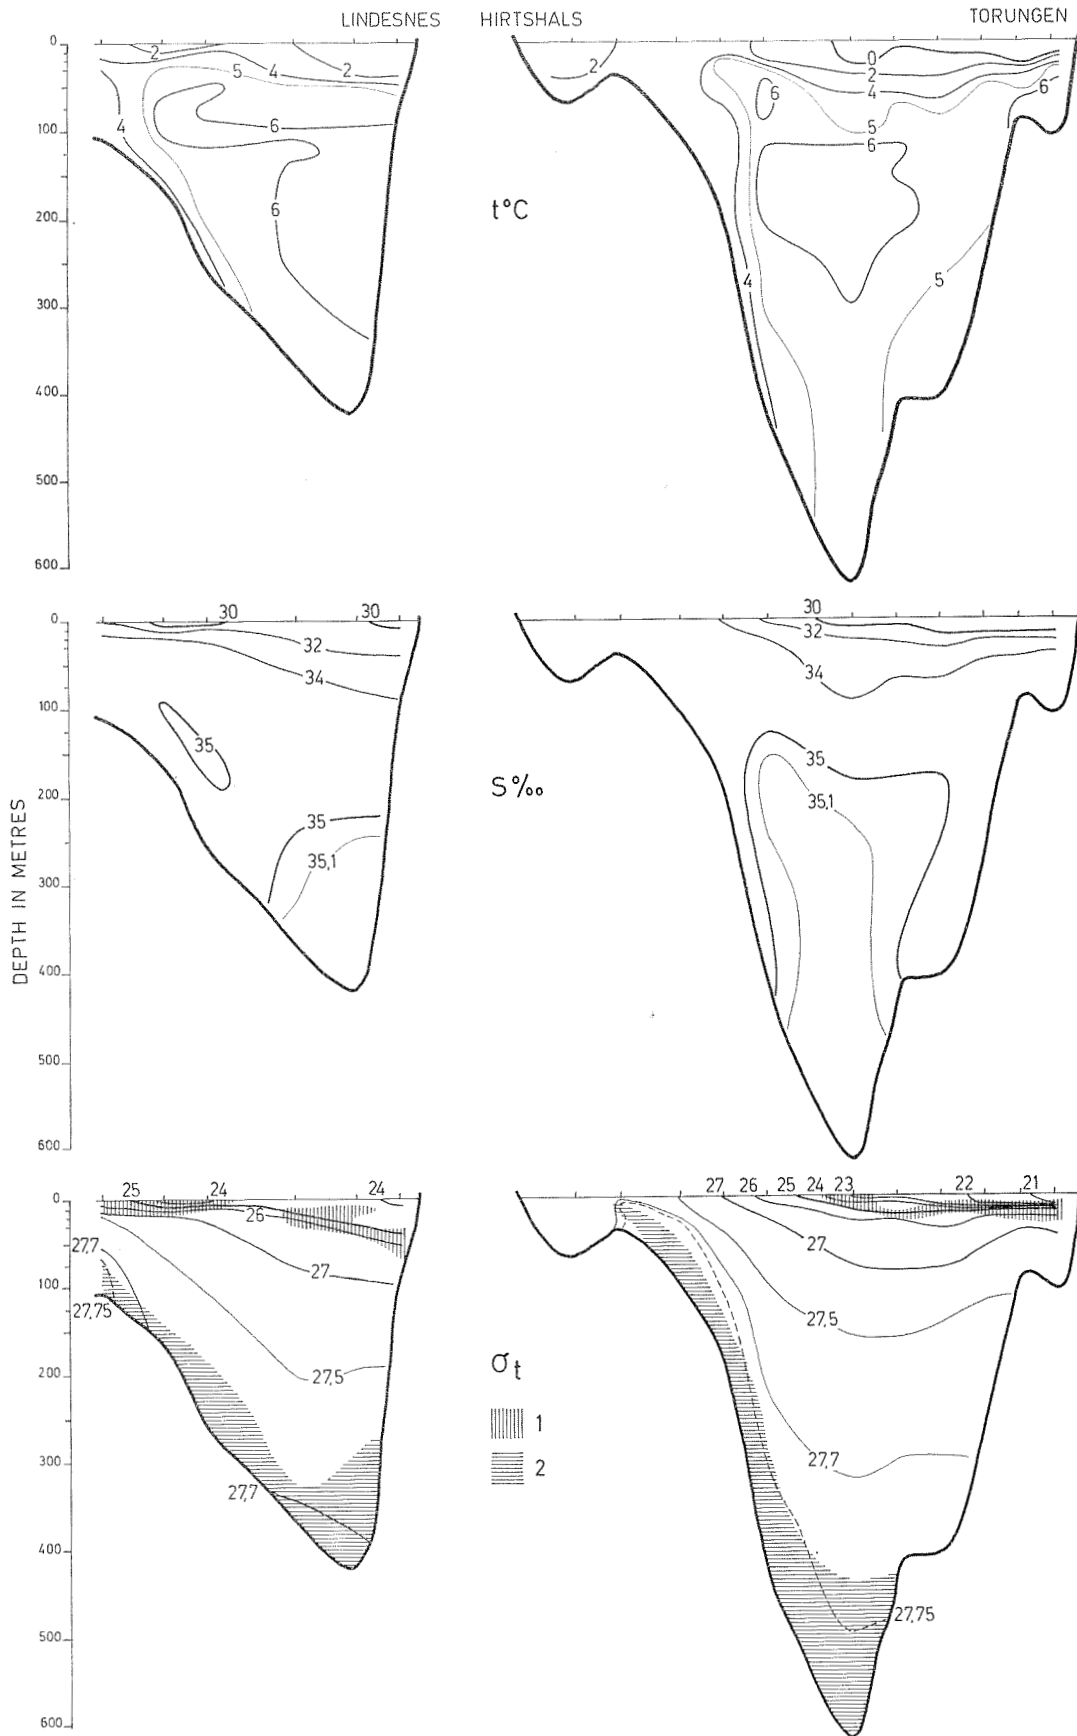 LINDESNES HIRTSHALS TORUNGEN
0 2 5 4 2 2 0 2 4 6 6
100 4 6 5 6
200 6 t°C
300 4 5
400
500
600
0 30 30 30
32 32
34 34
100
35 35
200 S‰ 35,1
35
300 35,1
400
500
600
DEPTH IN METRES
25 24 24 27 26 25 24 23 22 21
0
26
27,7 27 27
100
27,75 27,5
200 27,5 σt
1
300 27,7 2 27,7
400
27,75
500
600